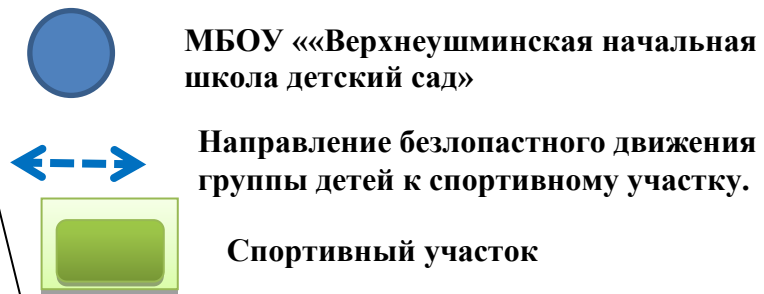 МБОУ ««Верхнеушминская начальная
школа детский сад»
Направление безлопастного движения
группы детей к спортивному участку.
Спортивный участок